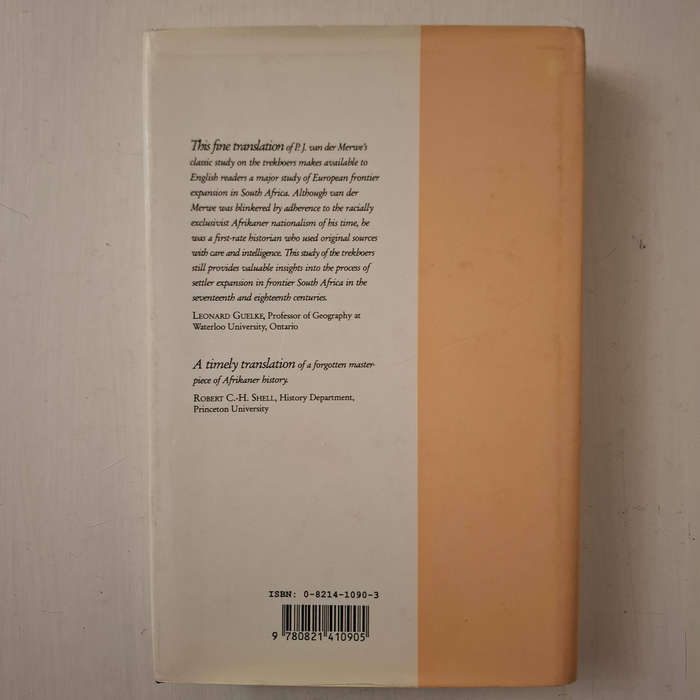 This fine translation of P. J. van der Merwe's
classic study on the trekboers makes available to
English readers a major study of European frontier
expansion in South Africa. Although van der
Merwe was blinkered by adherence to the racially
exclusivist Afrikaner nationalism of his time, he
was a first-rate historian who used original sources
with care and intelligence. This study of the trekboers
still provides valuable insights into the process of
settler expansion in frontier South Africa in the
seventeenth and eighteenth centuries.
LEONARD GUELKE, Professor of Geography at
Waterloo University, Ontario
A timely translation of a forgotten master-
piece of Afrikaner history.
ROBERT C.-H. SHELL, History Department,
Princeton University
ISBN: 0-8214-1090-3
9 780821 410905